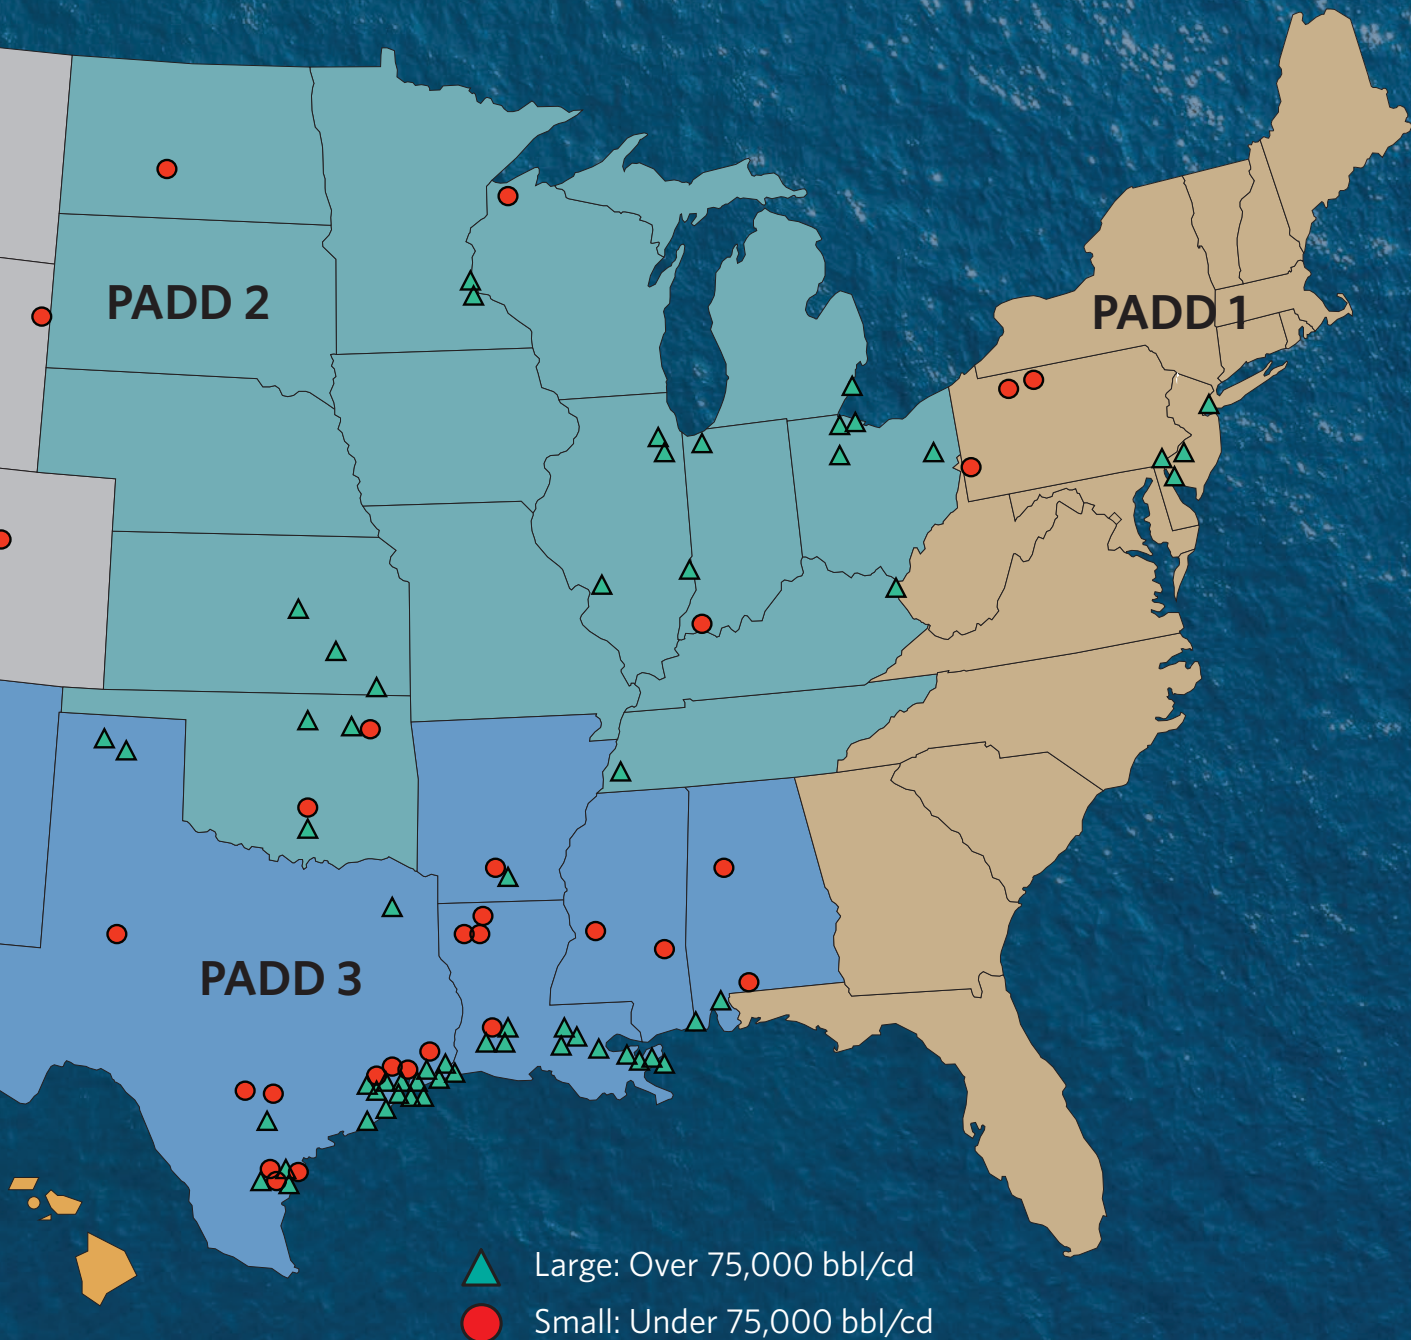 PADD 2
PADD 1
PADD 3
Large: Over 75,000 bbl/cd
Small: Under 75,000 bbl/cd